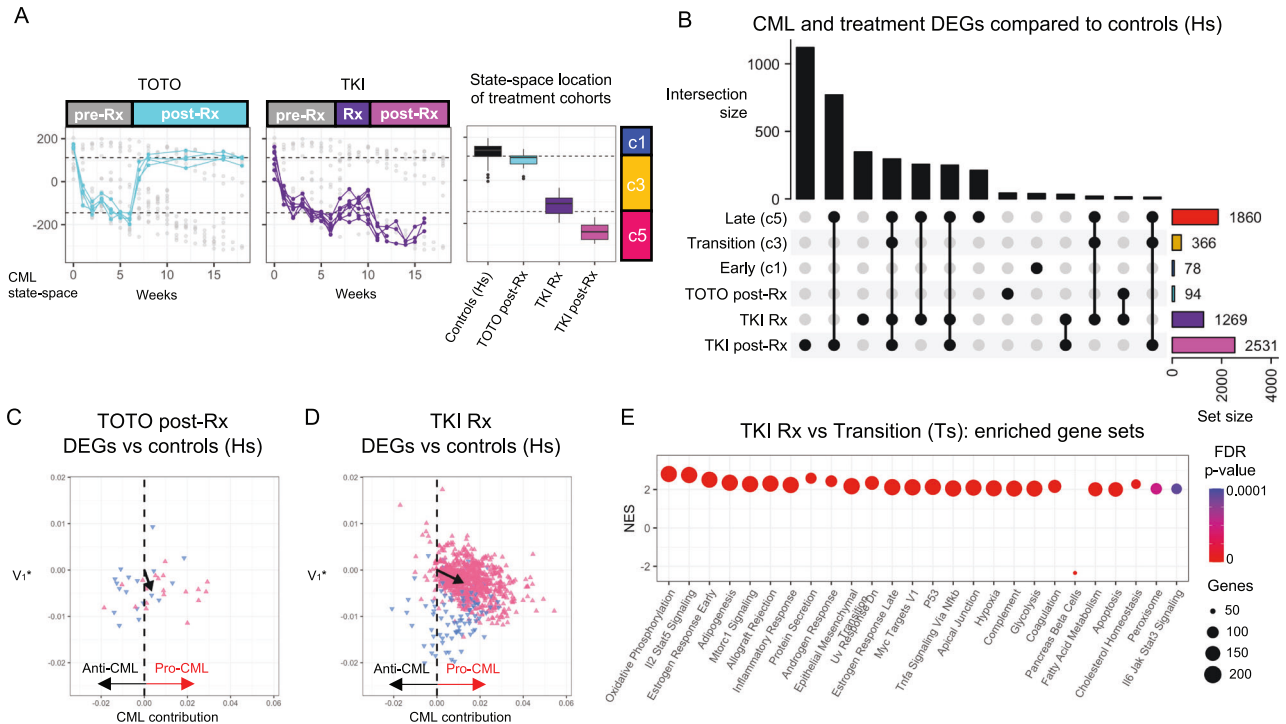 A
TOTO
pre-Rx
post-Rx
200
0
-200
0
5
10
15
CML
state-space
Weeks
TKI
pre-Rx
Rx
post-Rx
0
5
10
15
Weeks
State-space location
of treatment cohorts
c1
c3
c5
Controls (Hs)
TOTO post-Rx
TKI Rx
TKI post-Rx
B
CML and treatment DEGs compared to controls (Hs)
1000
Intersection
size
500
0
Late (c5)
1860
Transition (c3)
366
Early (c1)
78
TOTO post-Rx
94
TKI Rx
1269
TKI post-Rx
2531
0
2000
4000
Set size
C
TOTO post-Rx
DEGs vs controls (Hs)
0.02
0.01
0.00
V₁*
-0.01
-0.02
Anti-CML
Pro-CML
-0.04
-0.02
0.00
0.02
0.04
0.06
CML contribution
D
TKI Rx
DEGs vs controls (Hs)
0.02
0.01
0.00
V₁*
-0.01
-0.02
Anti-CML
Pro-CML
-0.04
-0.02
0.00
0.02
0.04
0.06
CML contribution
E
TKI Rx vs Transition (Ts): enriched gene sets
NES
2
0
-2
Oxidative Phosphorylation
Il2 Stat5 Signaling
Estrogen Response Early
Adipogenesis
Mtorc1 Signaling
Allograft Rejection
Inflammatory Response
Protein Secretion
Androgen Response
Epithelial Mesenchymal
Transition
Uv Response Dn
Estrogen Response Late
Myc Targets V1
P53
Tnfa Signaling Via Nfkb
Apical Junction
Hypoxia
Complement
Glycolysis
Coagulation
Pancreas Beta Cells
Fatty Acid Metabolism
Apoptosis
Cholesterol Homeostasis
Peroxisome
Il6 Jak Stat3 Signaling
FDR
p-value
0.0001
0
Genes
50
100
150
200